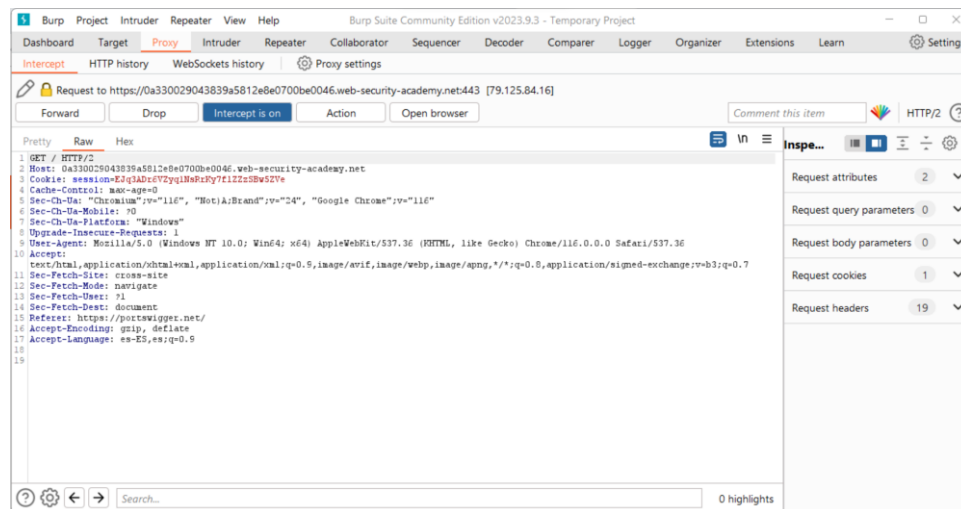 Burp Project Intruder Repeater View Help Burp Suite Community Edition v2023.9.3 - Temporary Project
Dashboard Target Proxy Intruder Repeater Collaborator Sequencer Decoder Comparer Logger Organizer Extensions Learn Setting
Intercept HTTP history WebSockets history Proxy settings
Request to https://0a330029043839a5812e8e0700be0046.web-security-academy.net:443 [79.125.84.16]
Forward Drop Intercept is on Action Open browser Comment this item HTTP/2
Pretty Raw Hex \n Inspe...
1 GET / HTTP/2
2 Host: 0a330029043839a5812e8e0700be0046.web-security-academy.net
3 Cookie: session=
4 Cache-Control: max-age=0
5 Sec-Ch-Ua: "Chromium";v="116", "Not)A;Brand";v="24", "Google Chrome";v="116"
6 Sec-Ch-Ua-Mobile: ?0
7 Sec-Ch-Ua-Platform: "Windows"
8 Upgrade-Insecure-Requests: 1
9 User-Agent: Mozilla/5.0 (Windows NT 10.0; Win64; x64) AppleWebKit/537.36 (KHTML, like Gecko) Chrome/116.0.0.0 Safari/537.36
10 Accept:
text/html,application/xhtml+xml,application/xml;q=0.9,image/avif,image/webp,image/apng,*/*;q=0.8,application/signed-exchange;v=b3;q=0.7
11 Sec-Fetch-Site: cross-site
12 Sec-Fetch-Mode: navigate
13 Sec-Fetch-User: ?1
14 Sec-Fetch-Dest: document
15 Referer: https://portswigger.net/
16 Accept-Encoding: gzip, deflate
17 Accept-Language: es-ES,es;q=0.9
18
19
Request attributes 2
Request query parameters 0
Request body parameters 0
Request cookies 1
Request headers 19
Search... 0 highlights